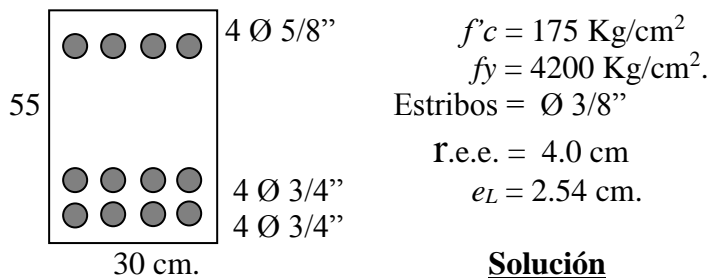 4 Ø 5/8”
55
4 Ø 3/4”
4 Ø 3/4”
30 cm.
f’c = 175 Kg/cm²
fy = 4200 Kg/cm².
Estribos = Ø 3/8”
r.e.e. = 4.0 cm
eL = 2.54 cm.
Solución